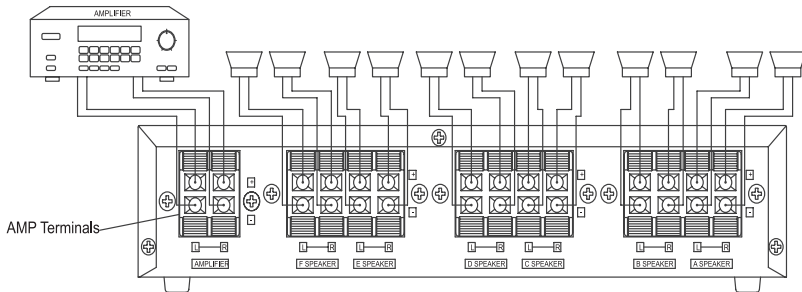 AMPLIFIER
AMP Terminals
+ + + +
- - - -
L R L R L R L R L R L R L R
AMPLIFIER F SPEAKER E SPEAKER D SPEAKER C SPEAKER B SPEAKER A SPEAKER